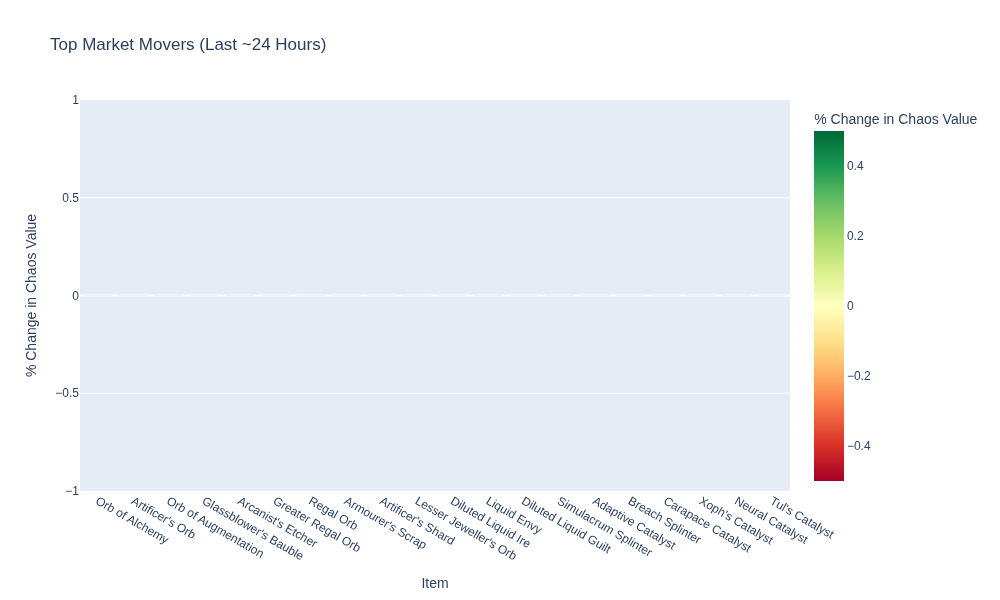 Top Market Movers (Last ~24 Hours)
% Change in Chaos Value
1
0.5
0
−0.5
−1
% Change in Chaos Value
0.4
0.2
0
−0.2
−0.4
Orb of Alchemy
Artificer's Orb
Orb of Augmentation
Glassblower's Bauble
Arcanist's Etcher
Greater Regal Orb
Regal Orb
Armourer's Scrap
Artificer's Shard
Lesser Jeweller's Orb
Diluted Liquid Ire
Liquid Envy
Diluted Liquid Guilt
Simulacrum Splinter
Adaptive Catalyst
Breach Splinter
Carapace Catalyst
Xoph's Catalyst
Neural Catalyst
Tul's Catalyst
Item